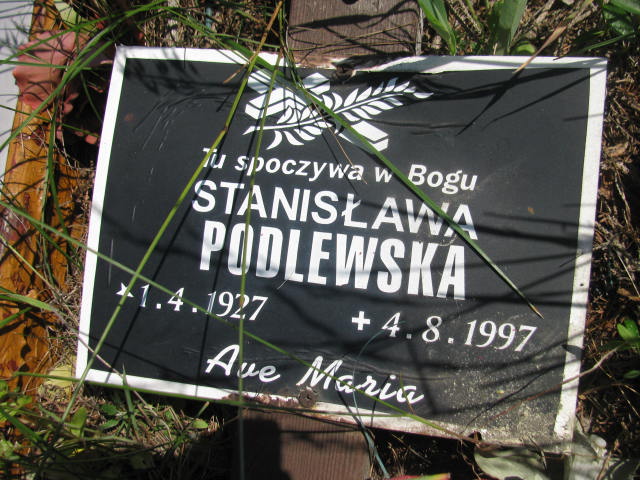 Tu spoczywa w Bogu
STANISŁAWA
PODLEWSKA
★1.4.1927 +4.8.1997
Ave Maria